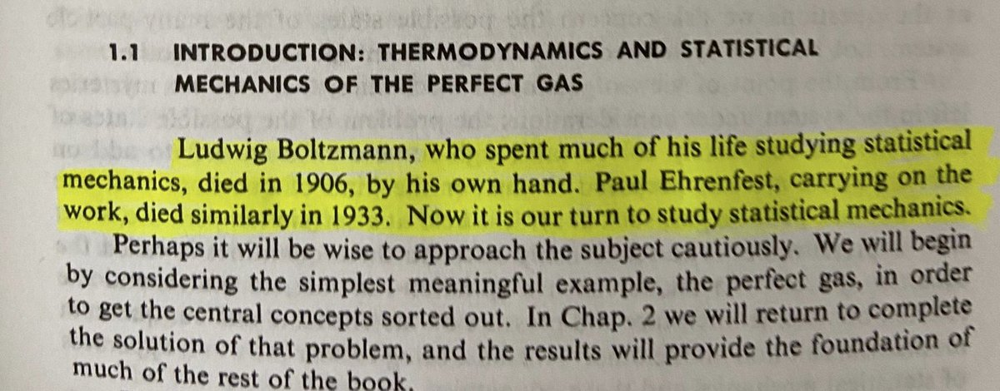 1.1 INTRODUCTION: THERMODYNAMICS AND STATISTICAL
MECHANICS OF THE PERFECT GAS
Ludwig Boltzmann, who spent much of his life studying statistical
mechanics, died in 1906, by his own hand. Paul Ehrenfest, carrying on the
work, died similarly in 1933. Now it is our turn to study statistical mechanics.
Perhaps it will be wise to approach the subject cautiously. We will begin
by considering the simplest meaningful example, the perfect gas, in order
to get the central concepts sorted out. In Chap. 2 we will return to complete
the solution of that problem, and the results will provide the foundation of
much of the rest of the book.